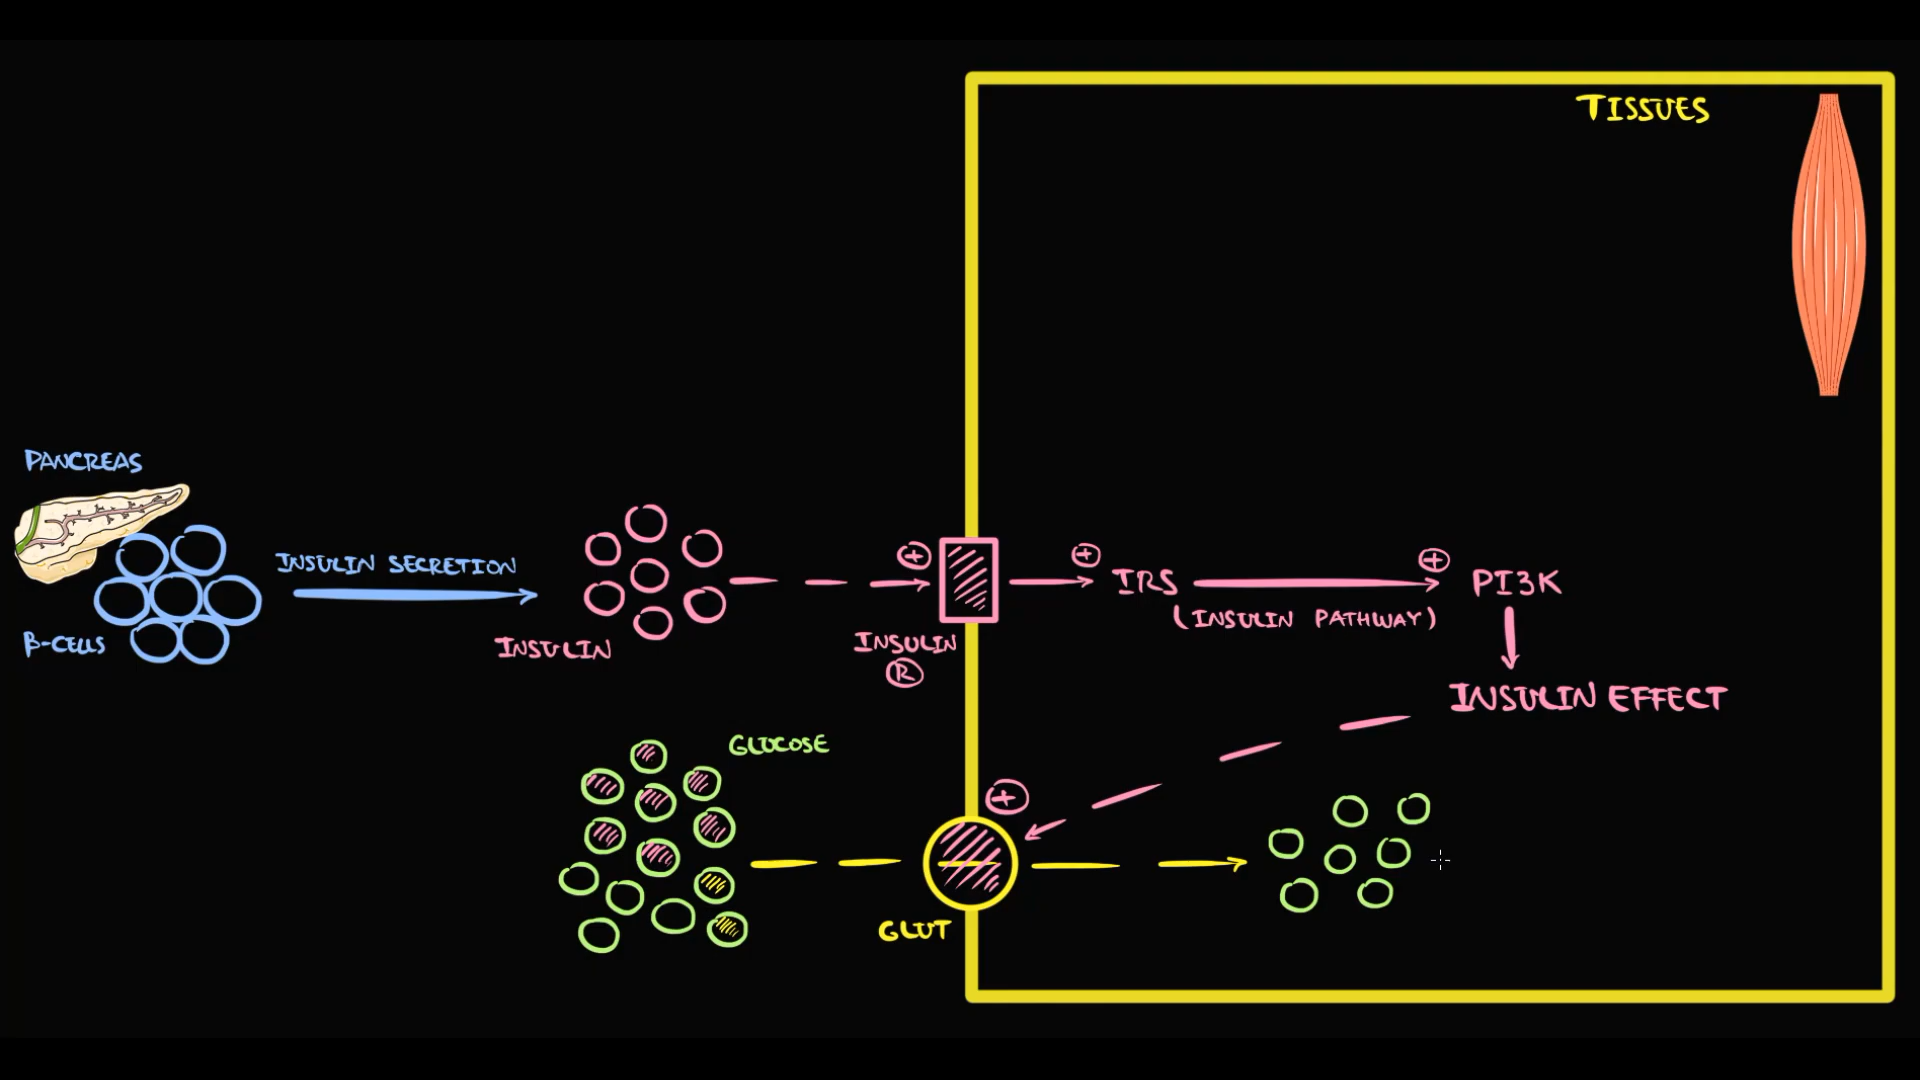 TISSUES
PANCREAS
β-CELLS
INSULIN SECRETION
INSULIN
+
INSULIN
R
+
IRS
(INSULIN PATHWAY)
+
PI3K
INSULIN EFFECT
GLUCOSE
+
GLUT